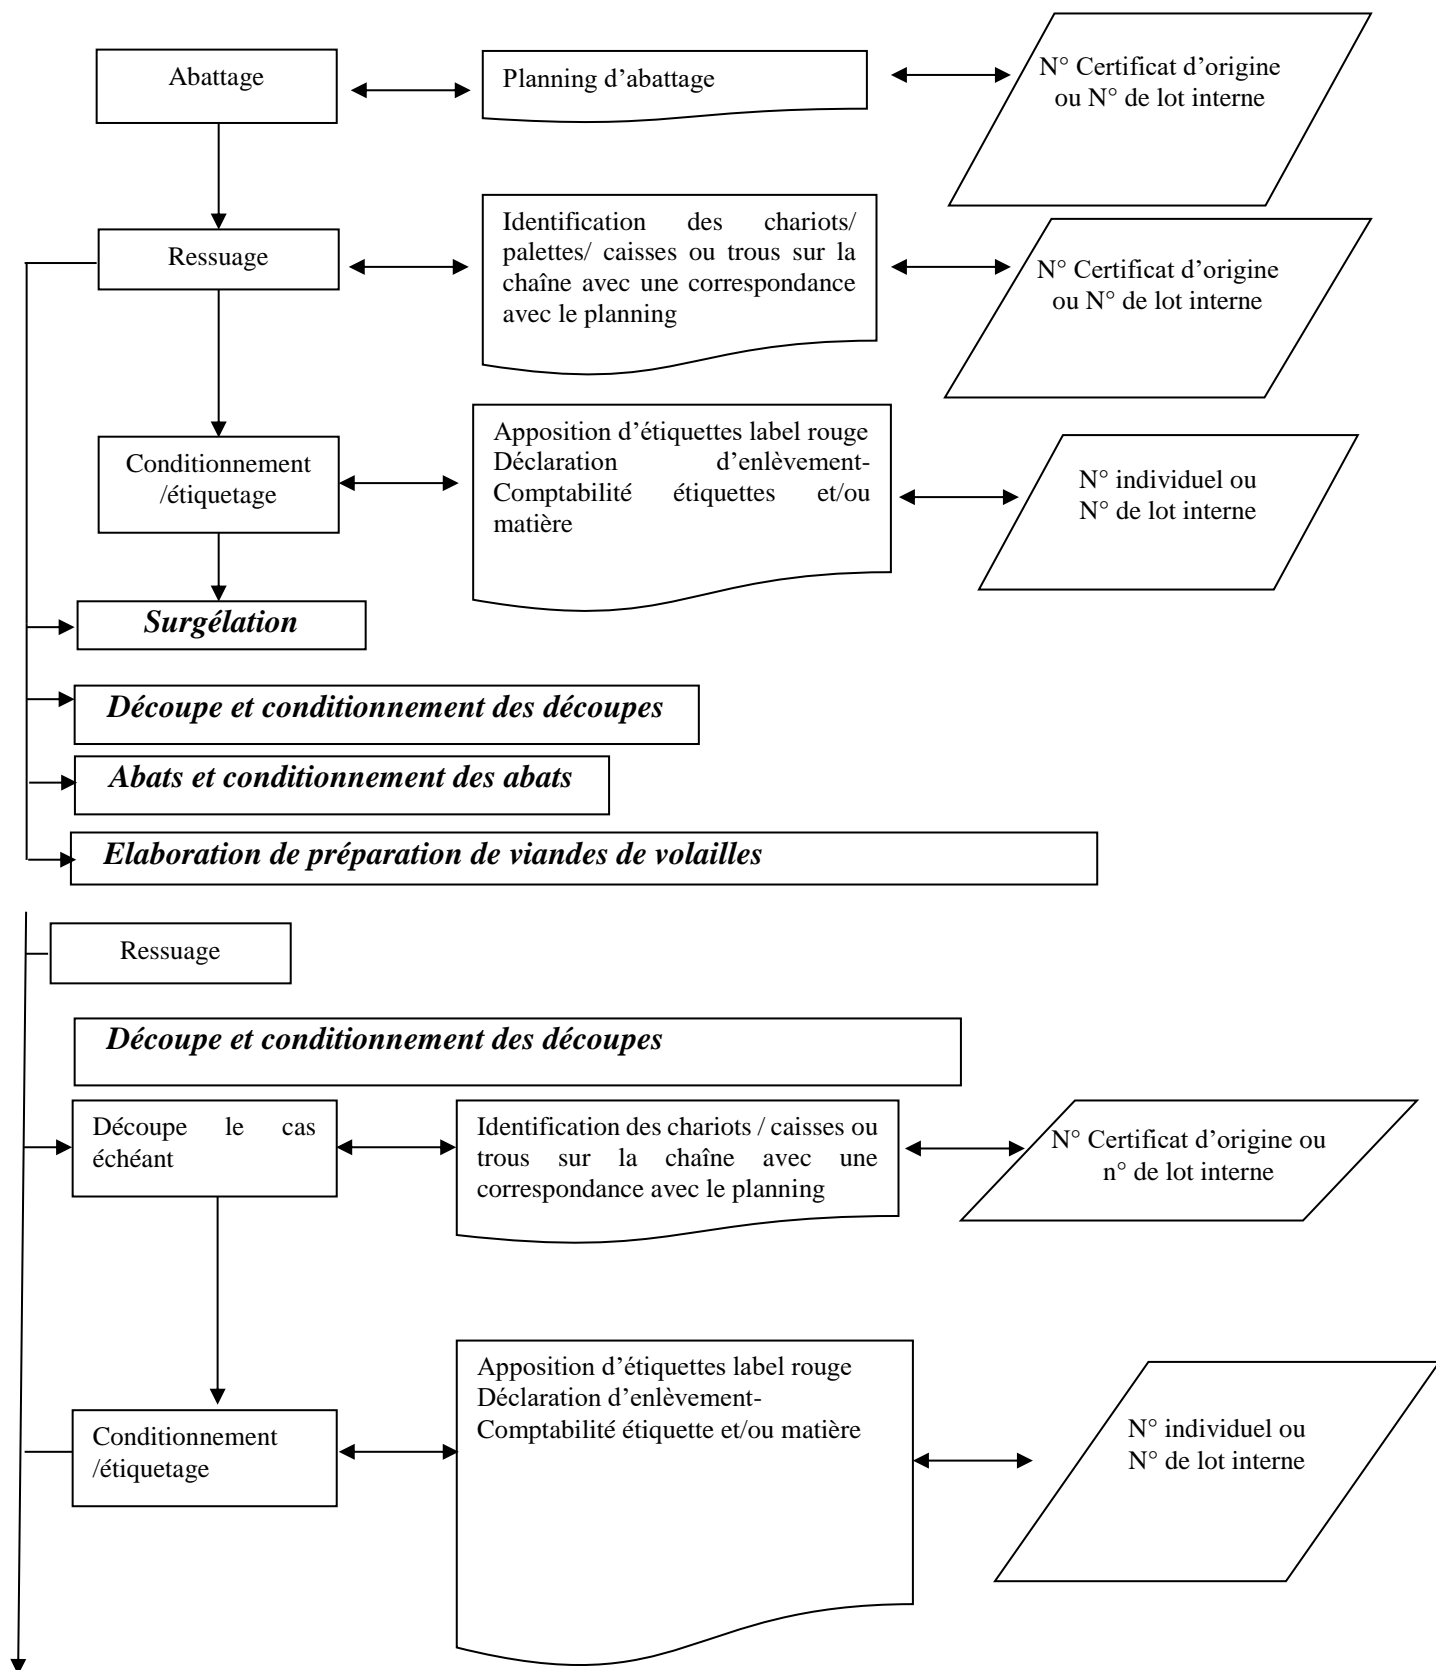 Abattage
Planning d’abattage
N° Certificat d’origine
ou N° de lot interne
Ressuage
Identification des chariots/
palettes/ caisses ou trous sur la
chaîne avec une correspondance
avec le planning
N° Certificat d’origine
ou N° de lot interne
Conditionnement
/étiquetage
Apposition d’étiquettes label rouge
Déclaration d’enlèvement-
Comptabilité étiquettes et/ou
matière
N° individuel ou
N° de lot interne
Surgélation
Découpe et conditionnement des découpes
Abats et conditionnement des abats
Elaboration de préparation de viandes de volailles
Ressuage
Découpe et conditionnement des découpes
Découpe le cas
échéant
Identification des chariots / caisses ou
trous sur la chaîne avec une
correspondance avec le planning
N° Certificat d’origine ou
n° de lot interne
Conditionnement
/étiquetage
Apposition d’étiquettes label rouge
Déclaration d’enlèvement-
Comptabilité étiquette et/ou matière
N° individuel ou
N° de lot interne